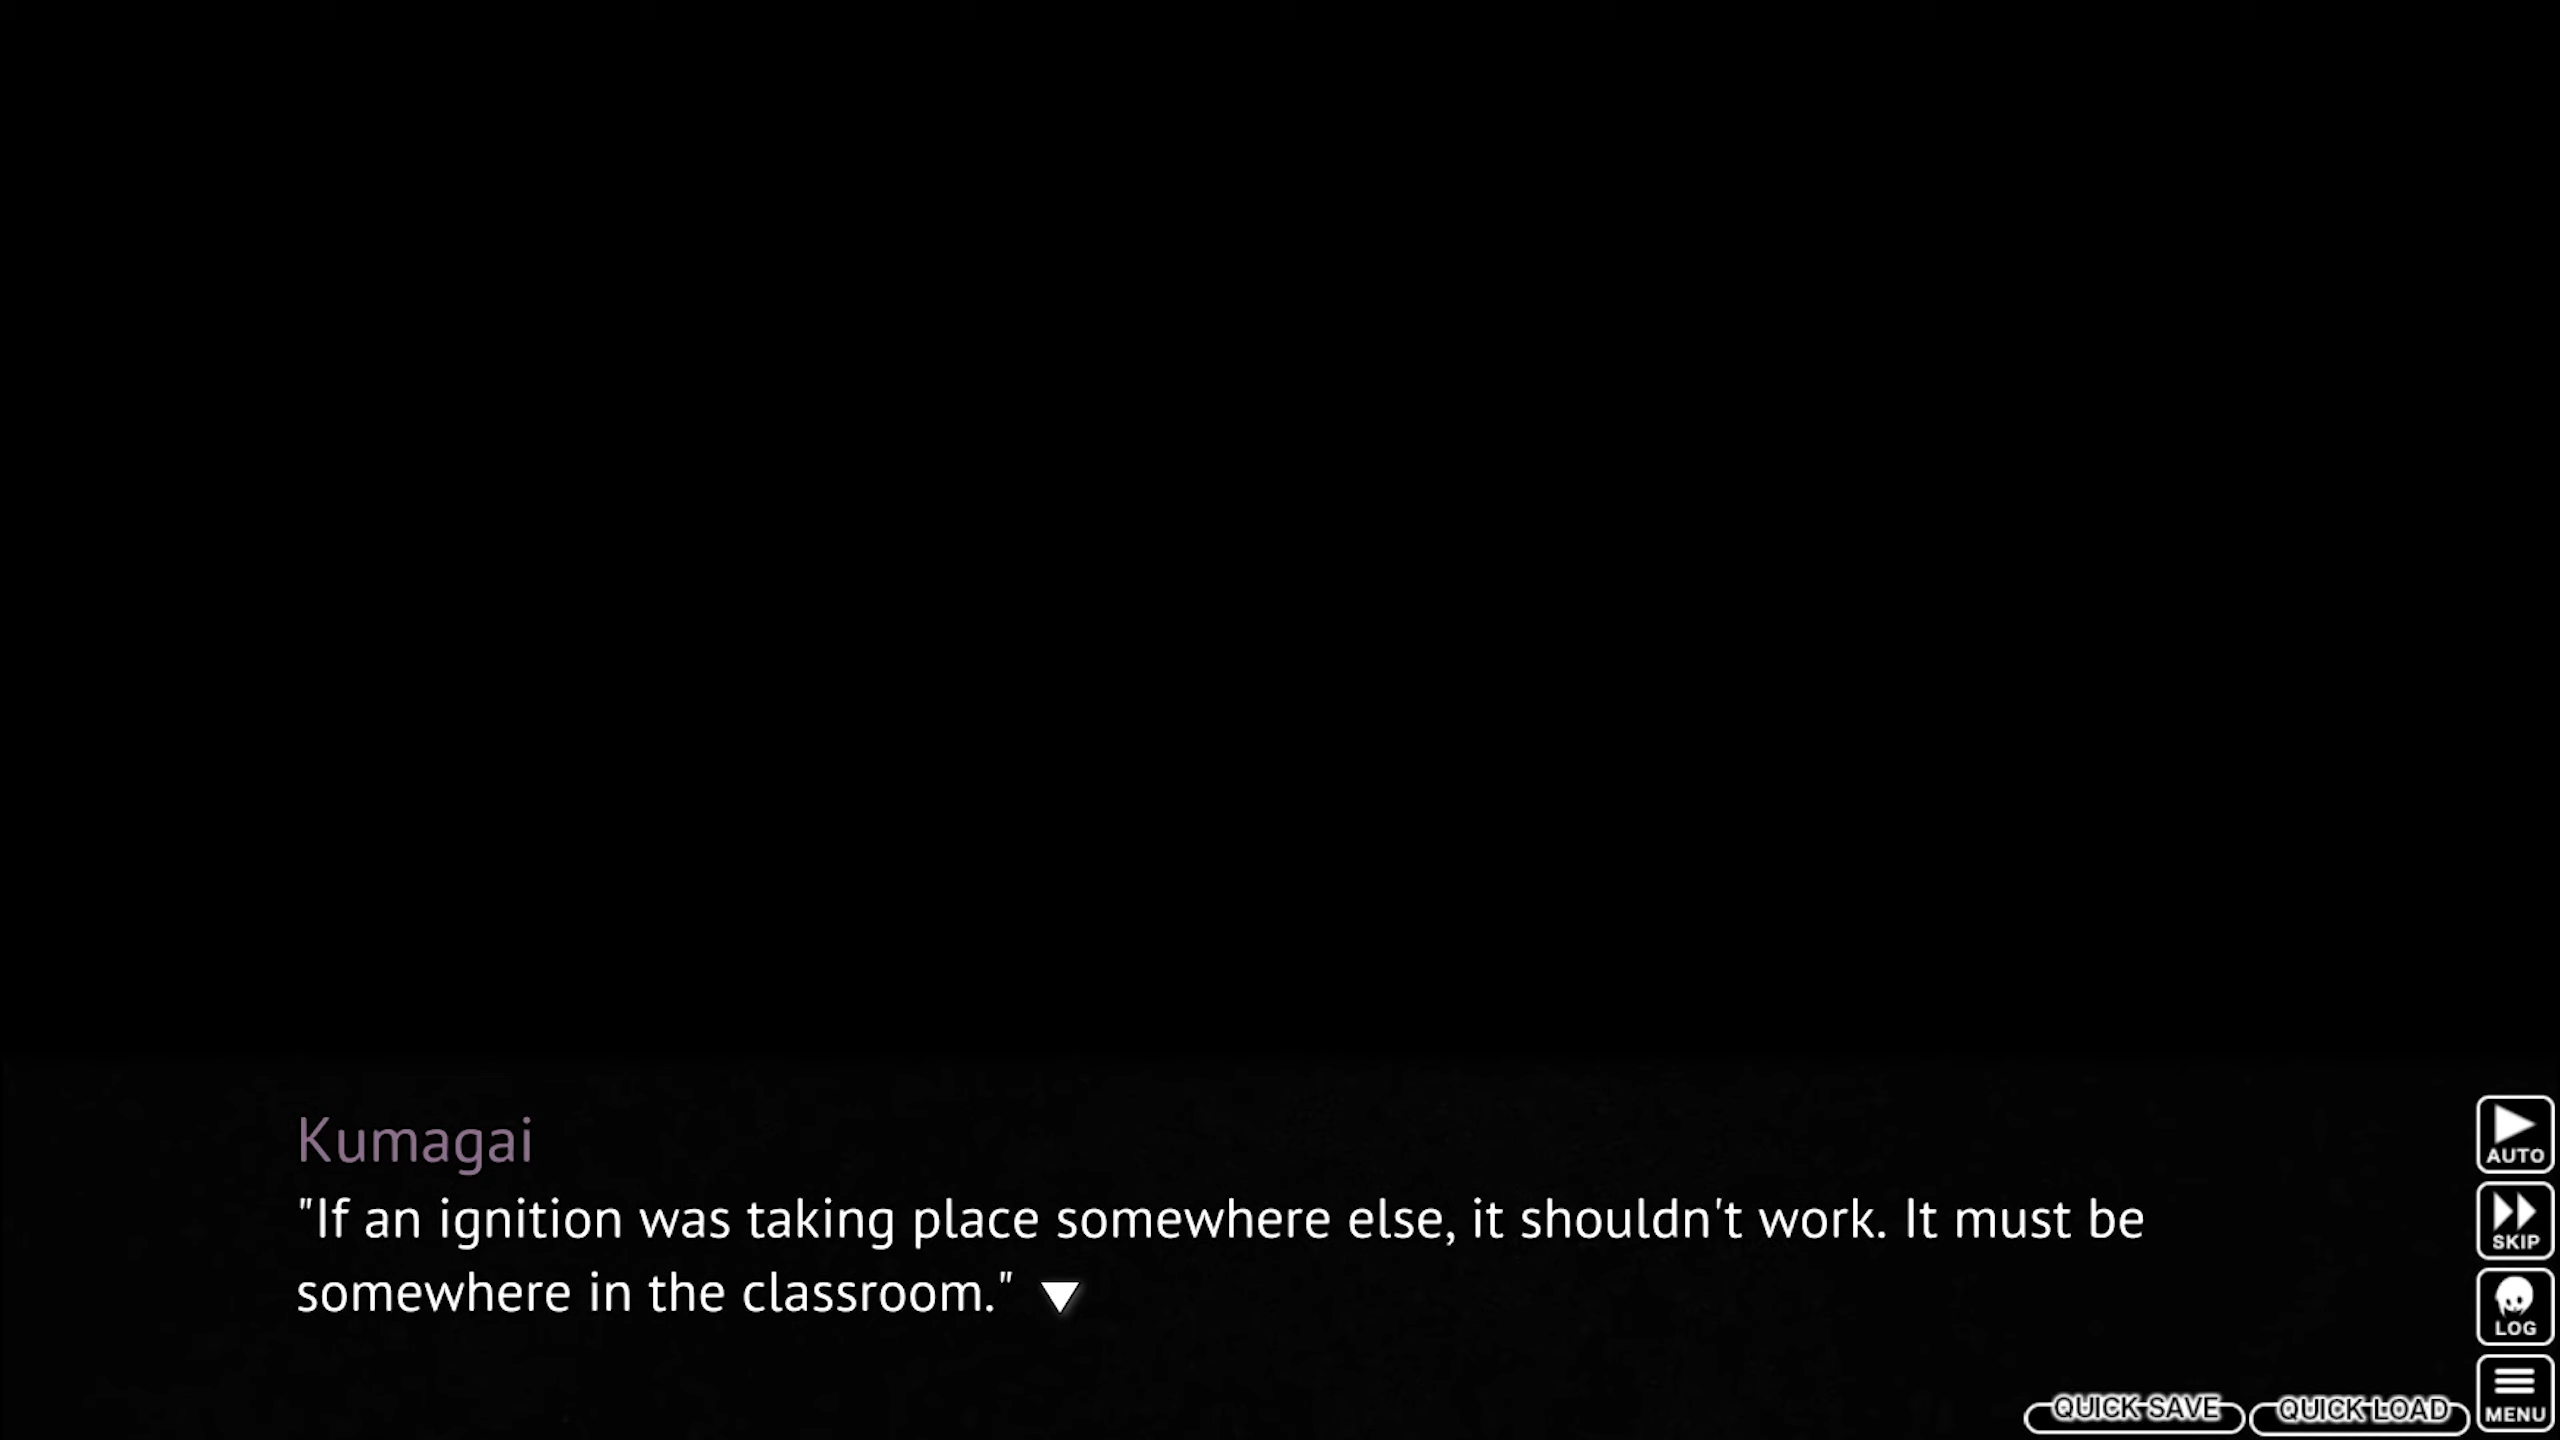 Kumagai
"If an ignition was taking place somewhere else, it shouldn't work. It must be
somewhere in the classroom."
AUTO
SKIP
LOG
MENU
QUICK SAVE
QUICK LOAD